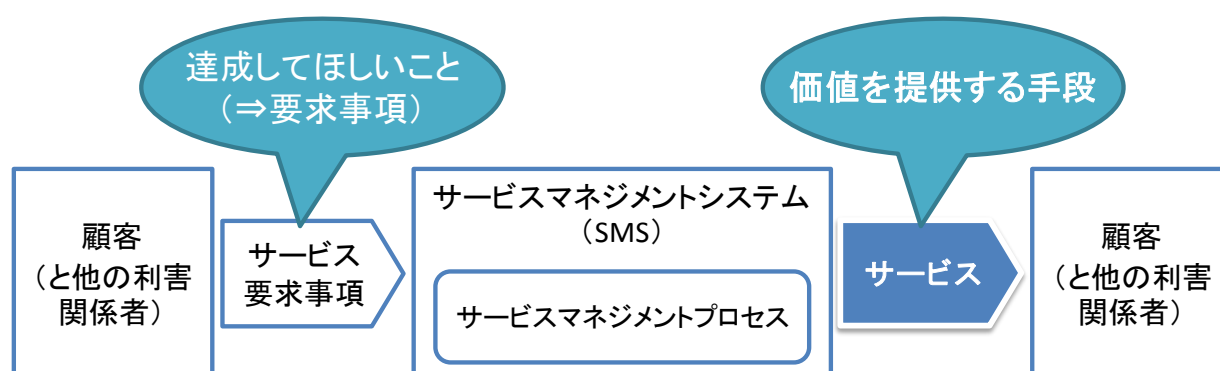 達成してほしいこと
(⇒要求事項)
価値を提供する手段
顧客
(と他の利害
関係者)
サービス
要求事項
サービスマネジメントシステム
(SMS)
サービスマネジメントプロセス
サービス
顧客
(と他の利害
関係者)